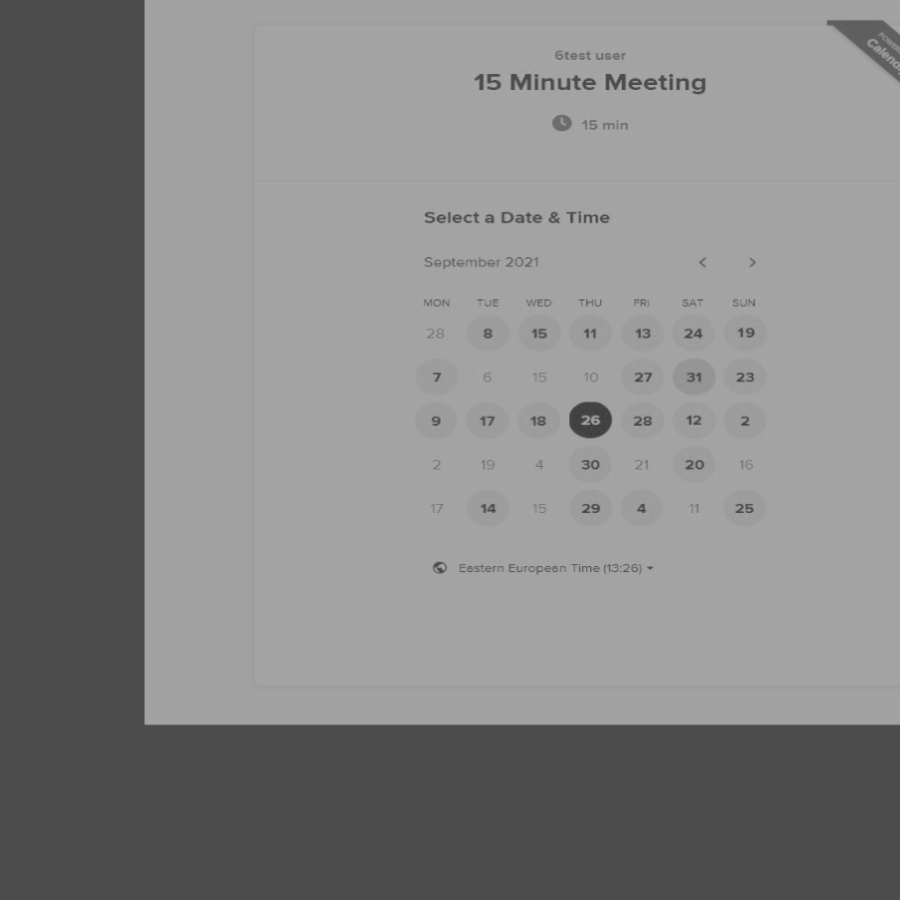 POWE
Calend
6test user
15 Minute Meeting
15 min
Select a Date & Time
September 2021
MON TUE WED THU FRI SAT SUN
28 8 15 11 13 24 19
7 6 15 10 27 31 23
9 17 18 26 28 12 2
2 19 4 30 21 20 16
17 14 15 29 4 11 25
Eastern European Time (13:26)